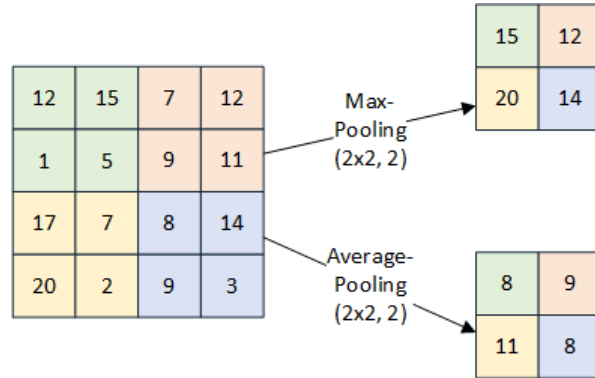 12 15 7 12
1 5 9 11
17 7 8 14
20 2 9 3
Max-
Pooling
(2x2, 2)
15 12
20 14
Average-
Pooling
(2x2, 2)
8 9
11 8